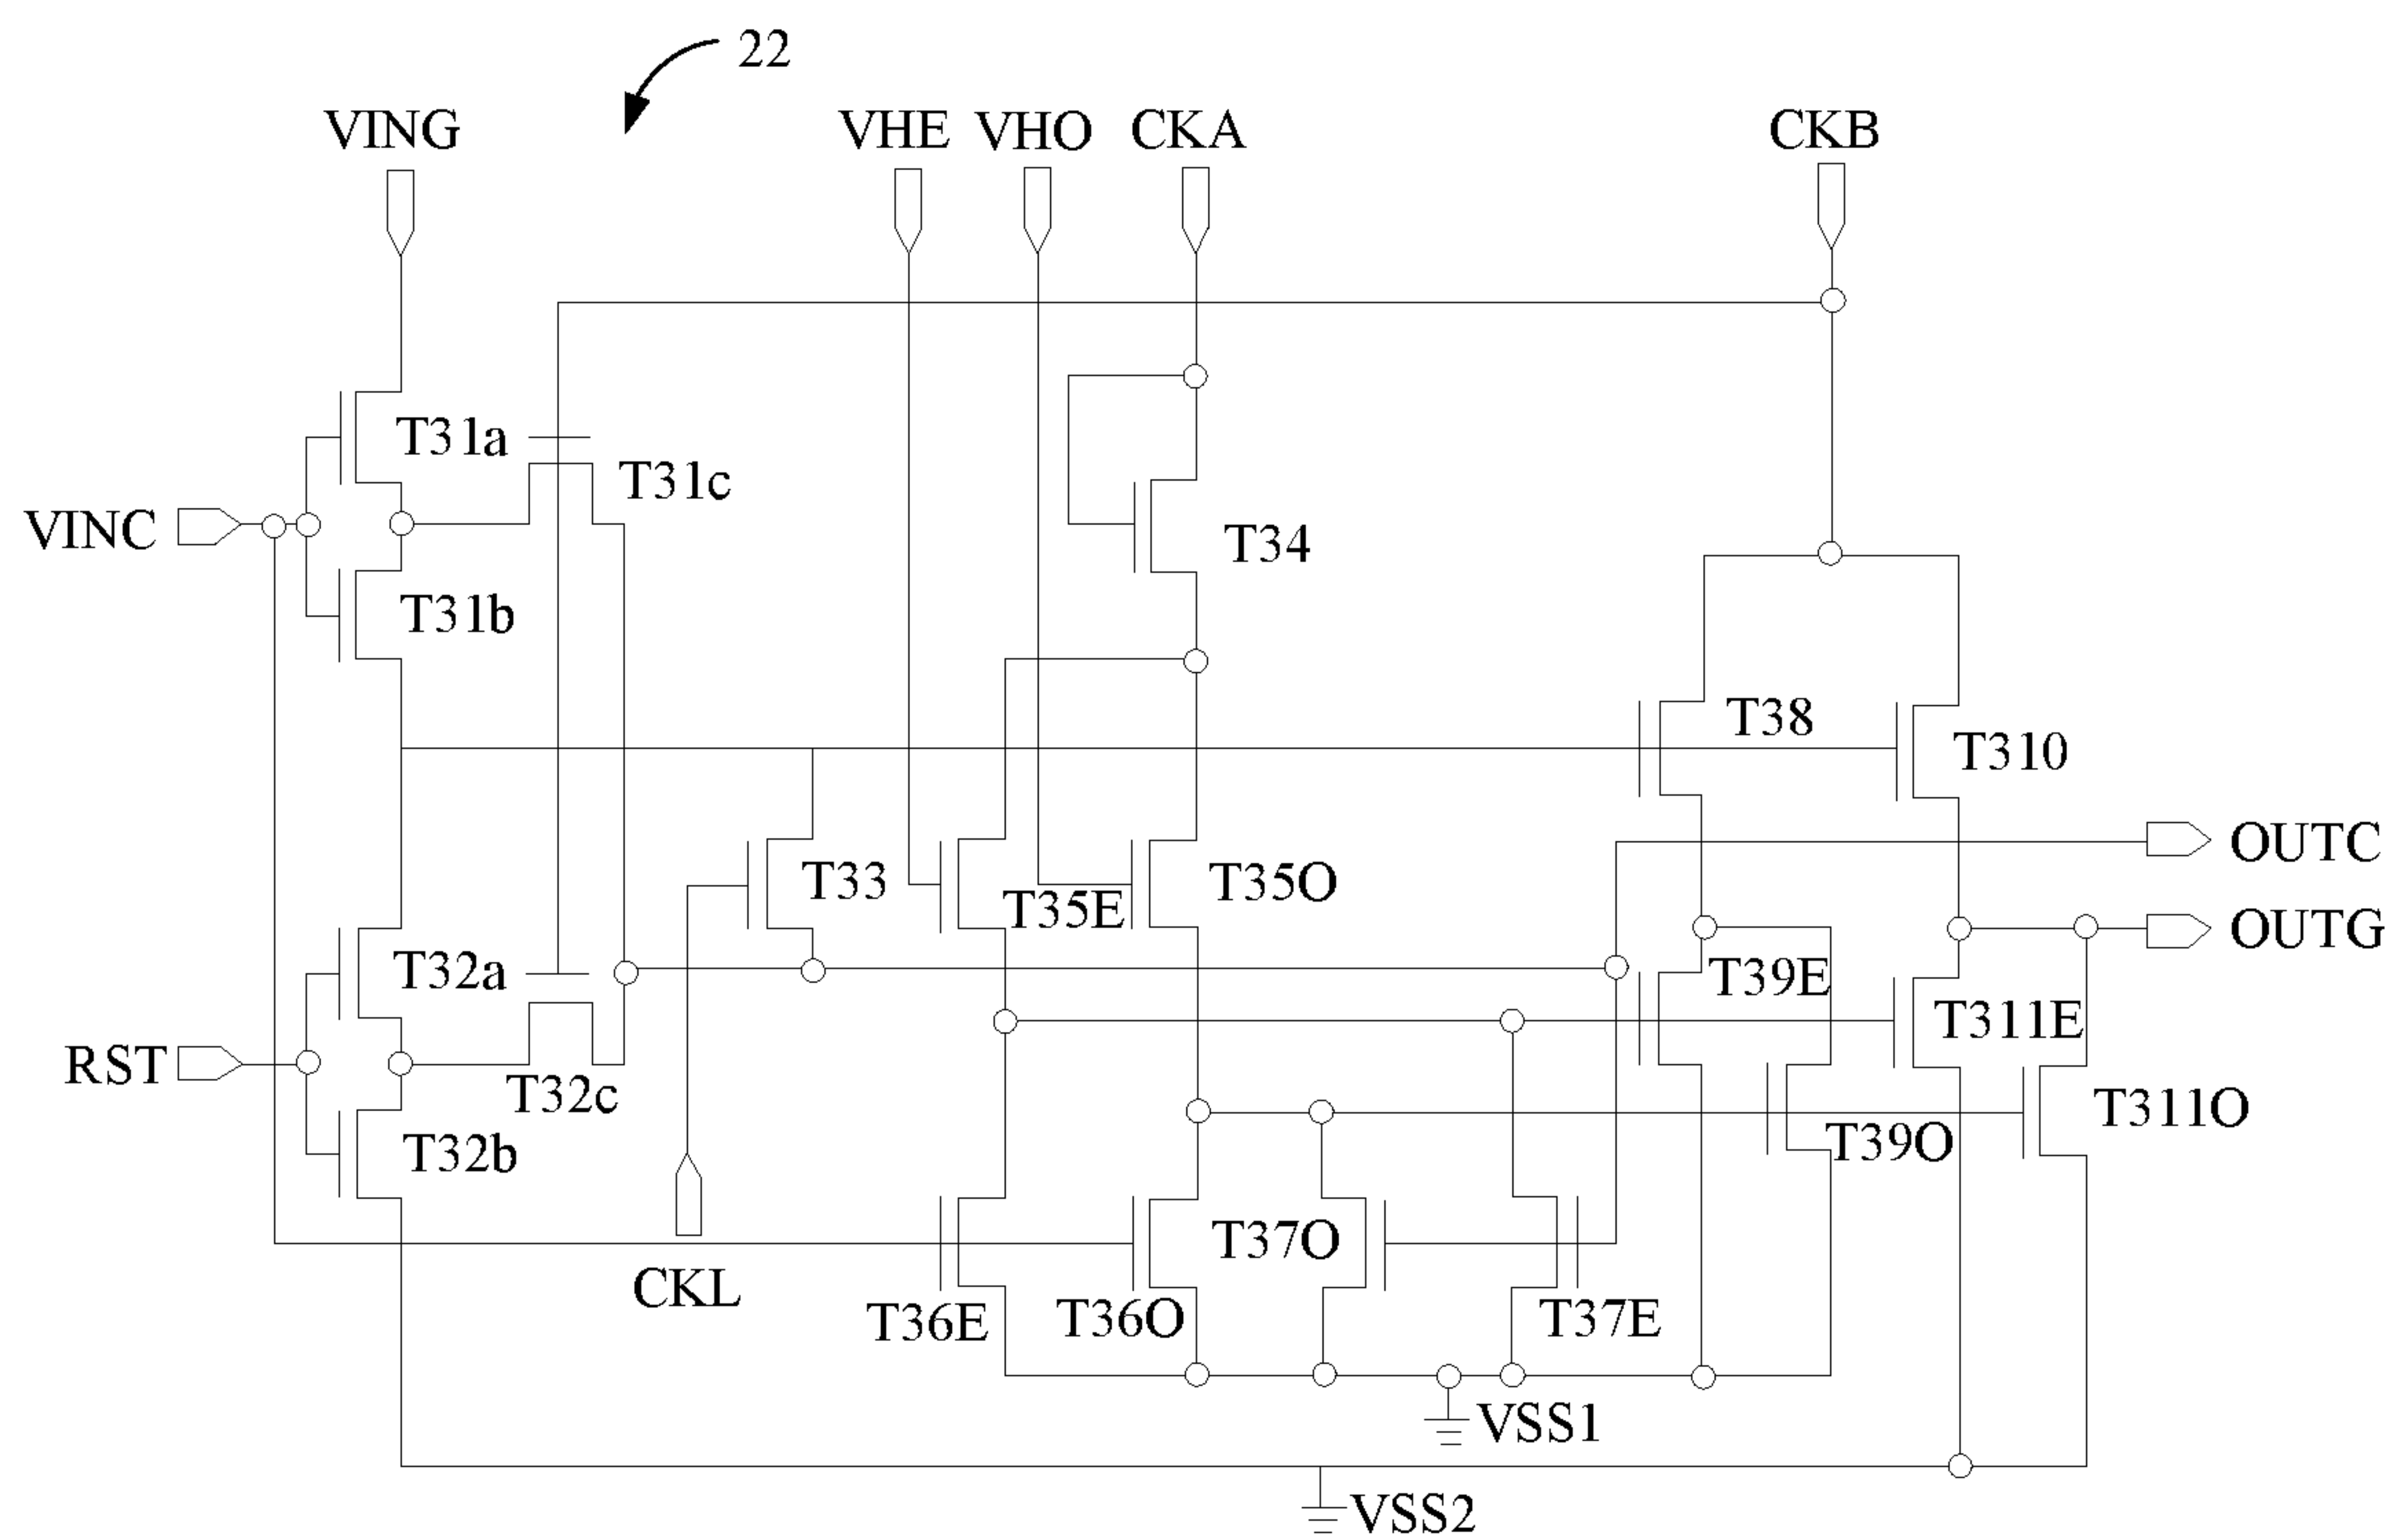 22
VING
VHE
VHO
CKA
CKB
T31a
T31c
VINC
T34
T31b
T38
T310
OUTC
T33
T35E
T35O
OUTG
T32a
T39E
T311E
RST
T32c
T311O
T32b
T39O
T37O
CKL
T36E
T36O
T37E
VSS1
VSS2